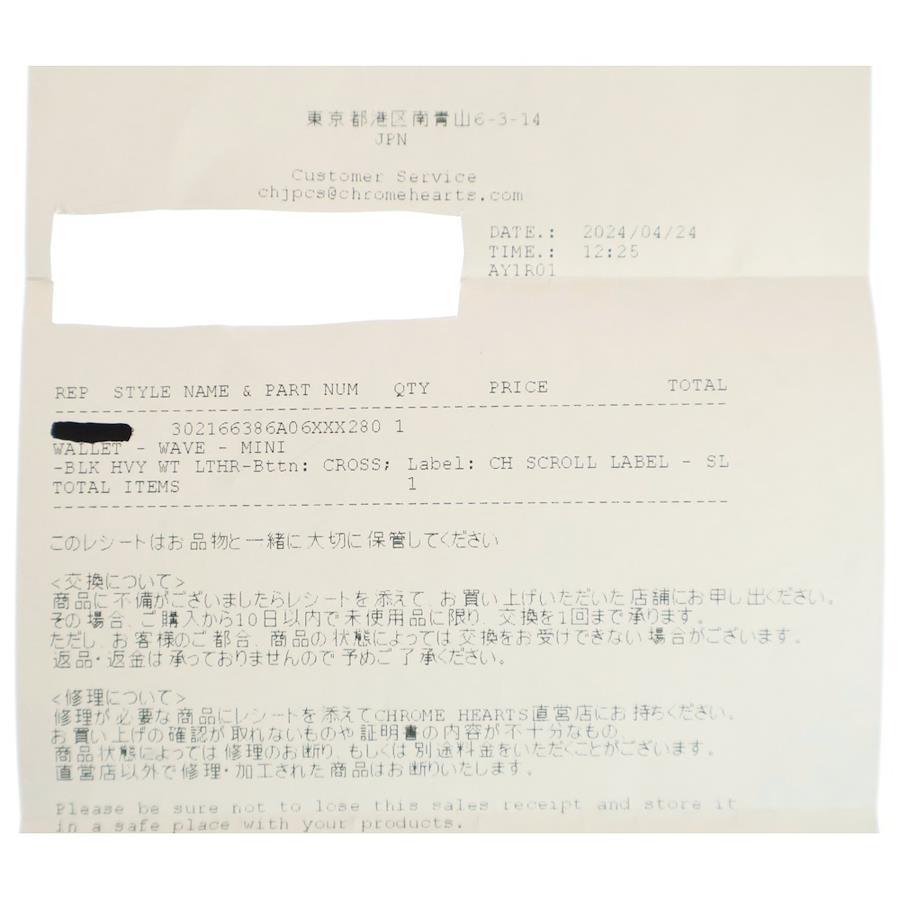 東京都港区南青山6-3-14
JPN
Customer Service
chjpcs@chromehearts.com
DATE.: 2024/04/24
TIME.: 12:25
AY1R01
REP STYLE NAME & PART NUM QTY PRICE TOTAL
302166386A06XXX280 1
WALLET - WAVE - MINI
-BLK HVY WT LTHR-Bttn: CROSS; Label: CH SCROLL LABEL - SL
TOTAL ITEMS 1
このレシートはお品物と一緒に大切に保管してください
<交換について>
商品に不備がございましたらレシートを添えて、お買い上げいただいた店舗にお申し出ください。
その場合、ご購入から10日以内で未使用品に限り、交換を1回まで承ります。
ただし、お客様のご都合、商品の状態によっては交換をお受けできない場合がございます。
返品・返金は承っておりませんので予めご了承ください。
<修理について>
修理が必要な商品にレシートを添えてCHROME HEARTS直営店にお持ちください。
お買い上げの確認が取れないものや証明書の内容が不十分なもの、
商品状態によっては修理のお断り、もしくは別途料金をいただくことがございます。
直営店以外で修理・加工された商品はお断りいたします。
Please be sure not to lose this sales receipt and store it
in a safe place with your products.